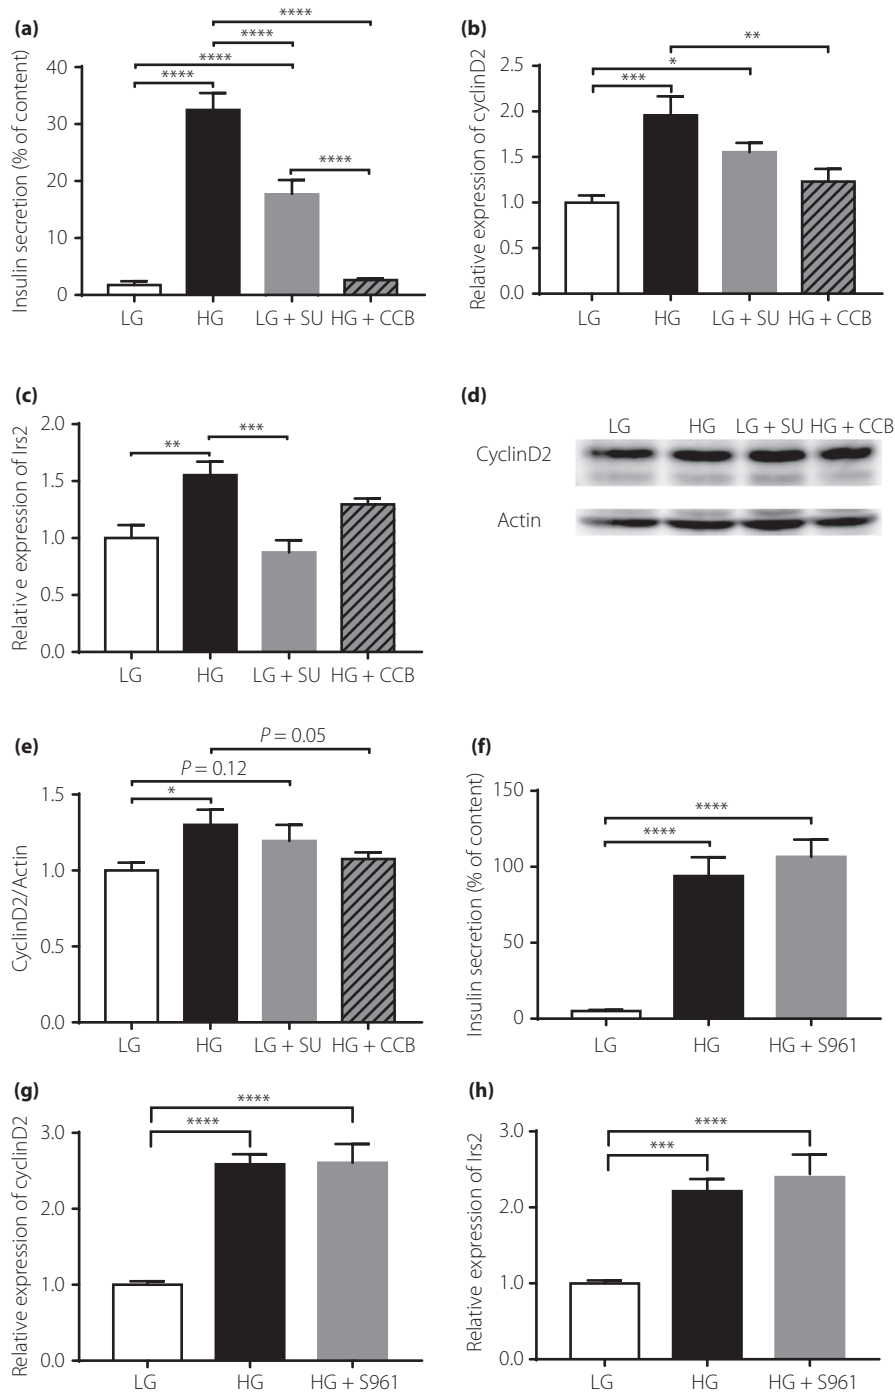 (a)
****
****
****
****
****
Insulin secretion (% of content)
40
30
20
10
0
LG HG LG + SU HG + CCB
(b)
**
*
***
Relative expression of cyclinD2
2.5
2.0
1.5
1.0
0.5
0.0
LG HG LG + SU HG + CCB
(c)
** ***
Relative expression of Irs2
2.0
1.5
1.0
0.5
0.0
LG HG LG + SU HG + CCB
(d)
LG HG LG + SU HG + CCB
CyclinD2
Actin
(e)
P = 0.05
P = 0.12
*
CyclinD2/Actin
1.5
1.0
0.5
0.0
LG HG LG + SU HG + CCB
(f)
****
****
Insulin secretion (% of content)
150
100
50
0
LG HG HG + S961
(g)
****
****
Relative expression of cyclinD2
3.0
2.0
1.0
0.0
LG HG HG + S961
(h)
****
***
Relative expression of Irs2
3.0
2.0
1.0
0.0
LG HG HG + S961